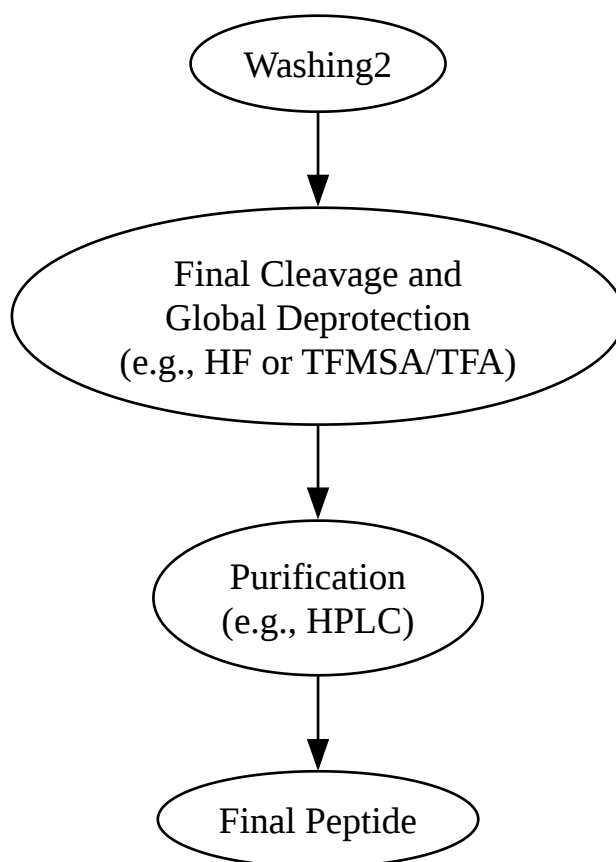 Washing2
Final Cleavage and
Global Deprotection
(e.g., HF or TFMSA/TFA)
Purification
(e.g., HPLC)
Final Peptide